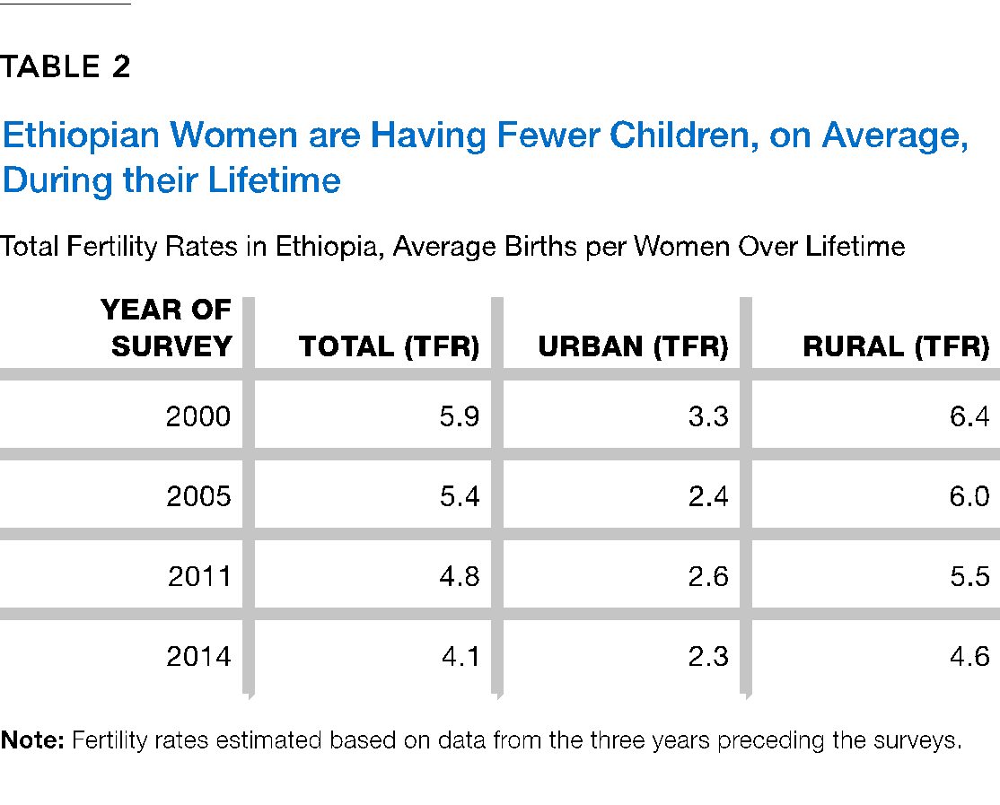 TABLE 2
Ethiopian Women are Having Fewer Children, on Average,
During their Lifetime
Total Fertility Rates in Ethiopia, Average Births per Women Over Lifetime
YEAR OF
SURVEY TOTAL (TFR) URBAN (TFR) RURAL (TFR)
2000 5.9 3.3 6.4
2005 5.4 2.4 6.0
2011 4.8 2.6 5.5
2014 4.1 2.3 4.6
Note: Fertility rates estimated based on data from the three years preceding the surveys.